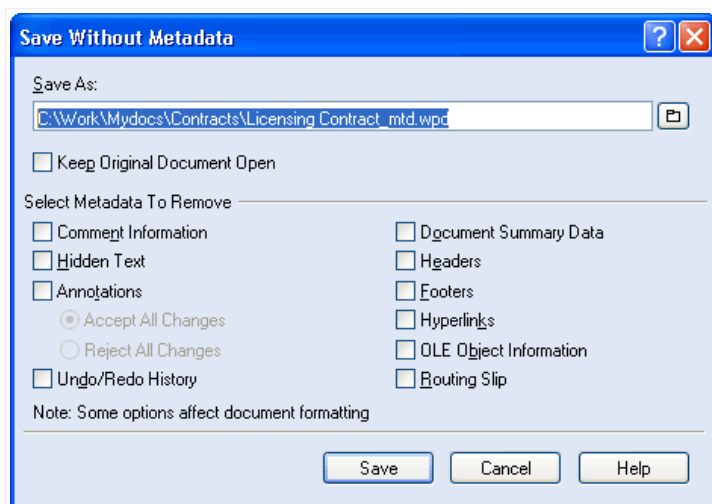 Save Without Metadata
Save As:
C:\Work\Mydocs\Contracts\Licensing Contract_mtd.wpd
Keep Original Document Open
Select Metadata To Remove
Comment Information
Document Summary Data
Hidden Text
Headers
Annotations
Footers
Accept All Changes
Hyperlinks
Reject All Changes
OLE Object Information
Undo/Redo History
Routing Slip
Note: Some options affect document formatting
Save
Cancel
Help